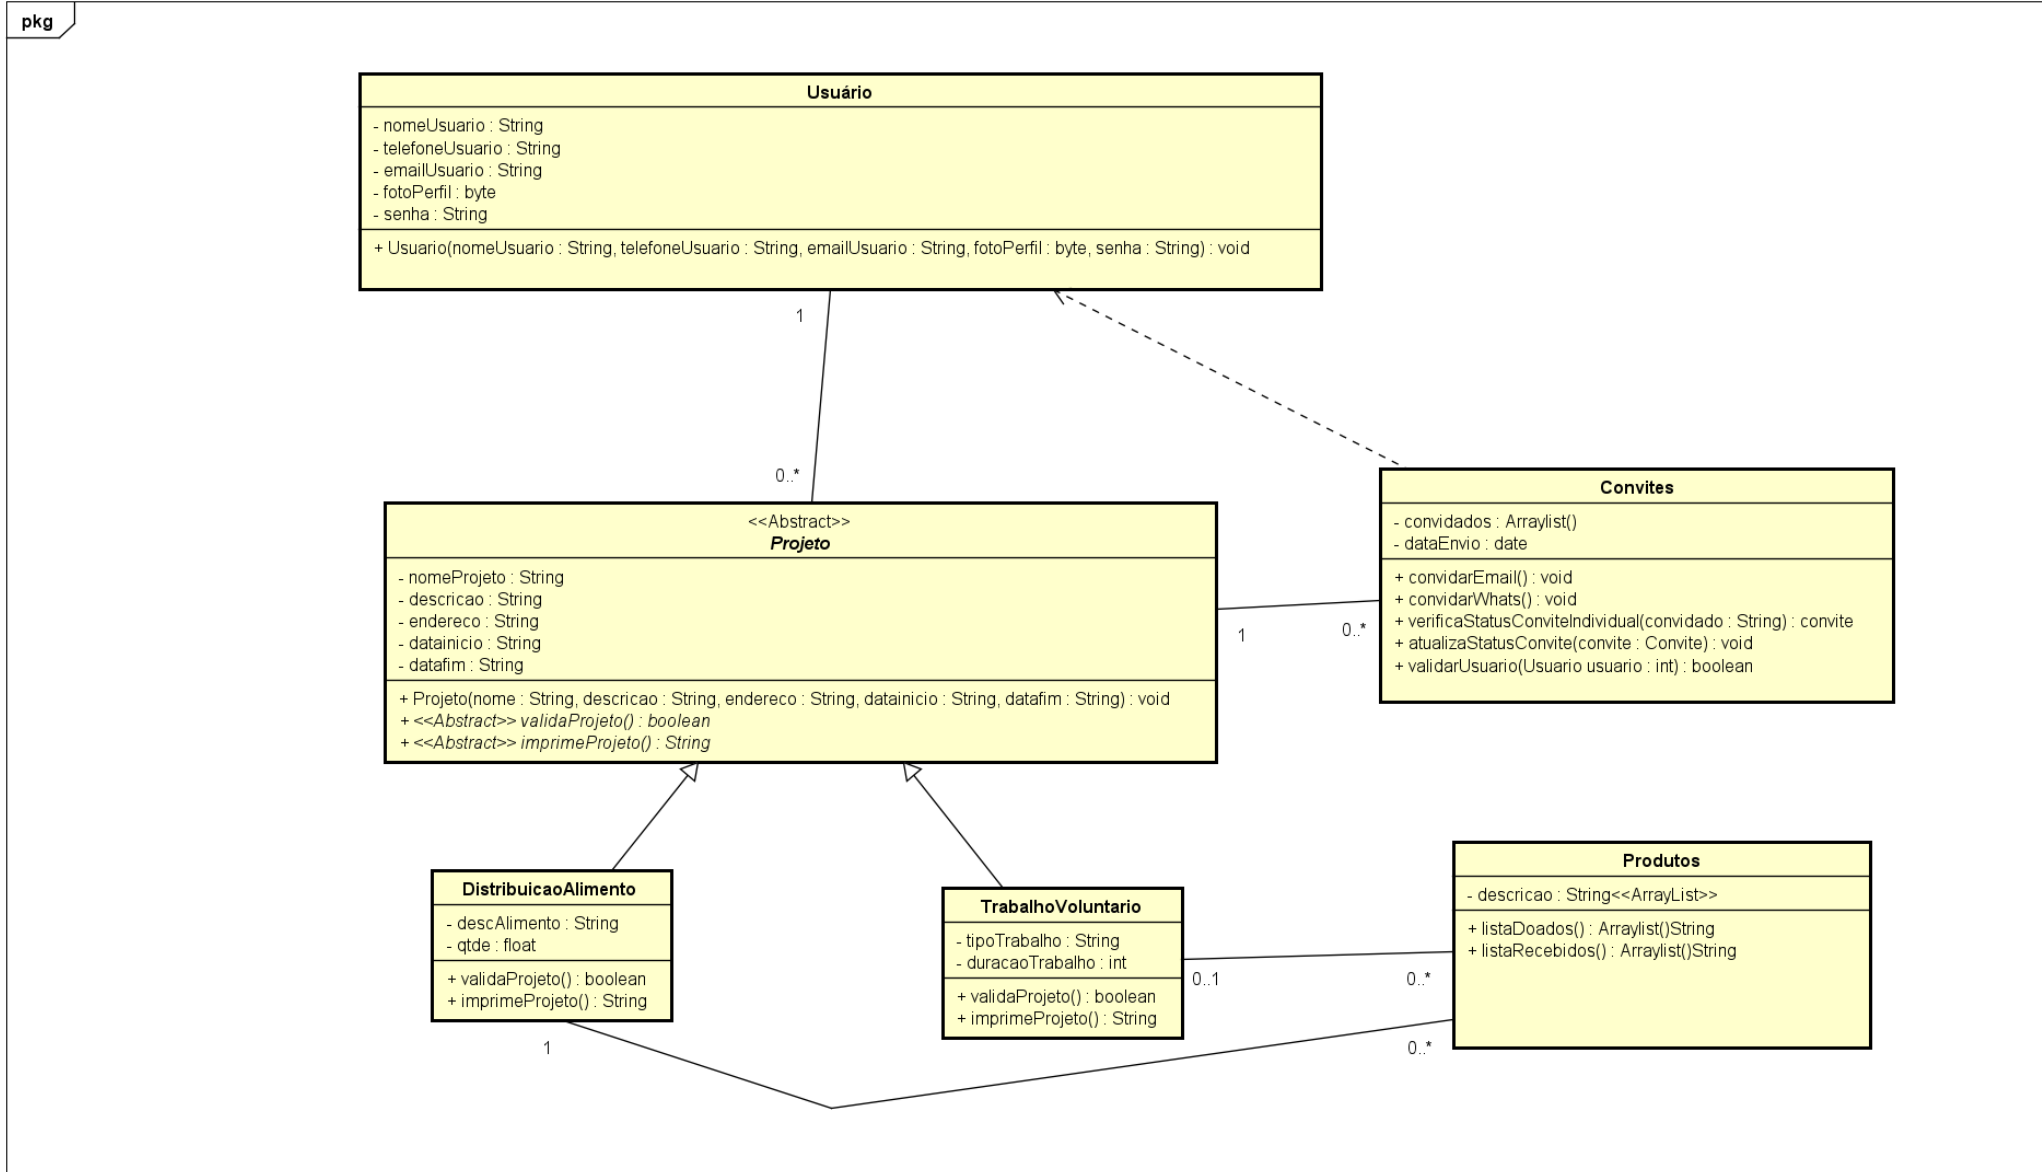 pkg
Usuário
- nomeUsuario : String
- telefoneUsuario : String
- emailUsuario : String
- fotoPerfil : byte
- senha : String
+ Usuario(nomeUsuario : String, telefoneUsuario : String, emailUsuario : String, fotoPerfil : byte, senha : String) : void
1
0..*
<<Abstract>>
Projeto
- nomeProjeto : String
- descricao : String
- endereco : String
- datainicio : String
- datafim : String
+ Projeto(nome : String, descricao : String, endereco : String, datainicio : String, datafim : String) : void
+ <<Abstract>> validaProjeto() : boolean
+ <<Abstract>> imprimeProjeto() : String
1
0..*
Convites
- convidados : Arraylist()
- dataEnvio : date
+ convidarEmail() : void
+ convidarWhats() : void
+ verificaStatusConviteIndividual(convidado : String) : convite
+ atualizaStatusConvite(convite : Convite) : void
+ validarUsuario(Usuario usuario : int) : boolean
DistribuicaoAlimento
- descAlimento : String
- qtde : float
+ validaProjeto() : boolean
+ imprimeProjeto() : String
1
TrabalhoVoluntario
- tipoTrabalho : String
- duracaoTrabalho : int
+ validaProjeto() : boolean
+ imprimeProjeto() : String
0..1
0..*
Produtos
- descricao : String<<ArrayList>>
+ listaDoados() : Arraylist()String
+ listaRecebidos() : Arraylist()String
0..*